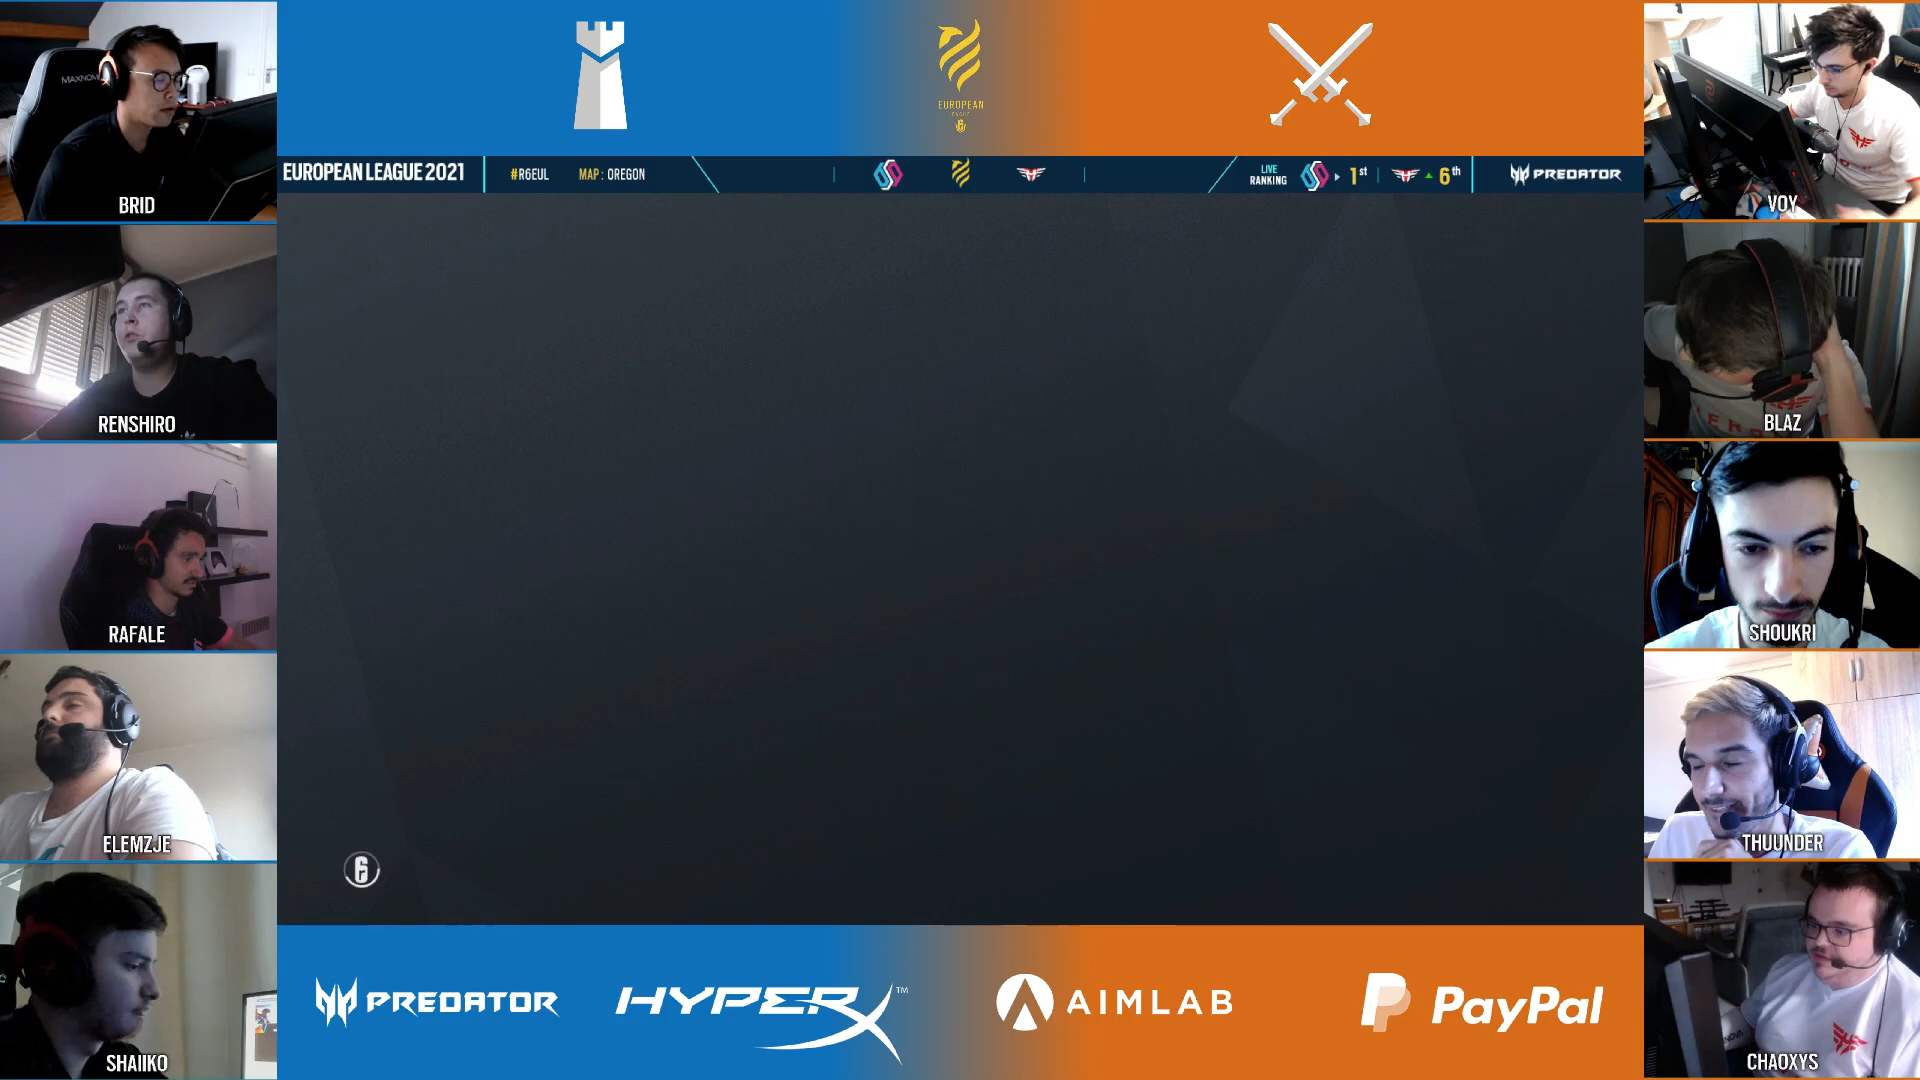 EUROPEAN
EUROPEAN LEAGUE 2021
#R6EUL
MAP: OREGON
LIVE
RANKING
1st
6th
PREDATOR
BRID
VOY
RENSHIRO
BLAZ
RAFALE
SHOUKRI
ELEMZJE
THUUNDER
SHAIIKO
CHAOXYS
PREDATOR
HYPERX™
AIMLAB
PayPal